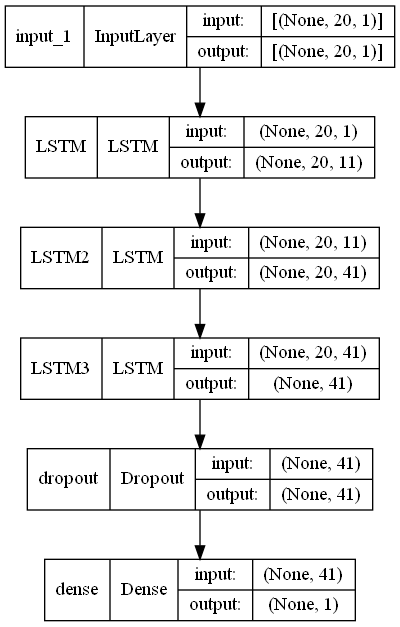 input_1 InputLayer input: [(None, 20, 1)]
output: [(None, 20, 1)]
LSTM LSTM input: (None, 20, 1)
output: (None, 20, 11)
LSTM2 LSTM input: (None, 20, 11)
output: (None, 20, 41)
LSTM3 LSTM input: (None, 20, 41)
output: (None, 41)
dropout Dropout input: (None, 41)
output: (None, 41)
dense Dense input: (None, 41)
output: (None, 1)